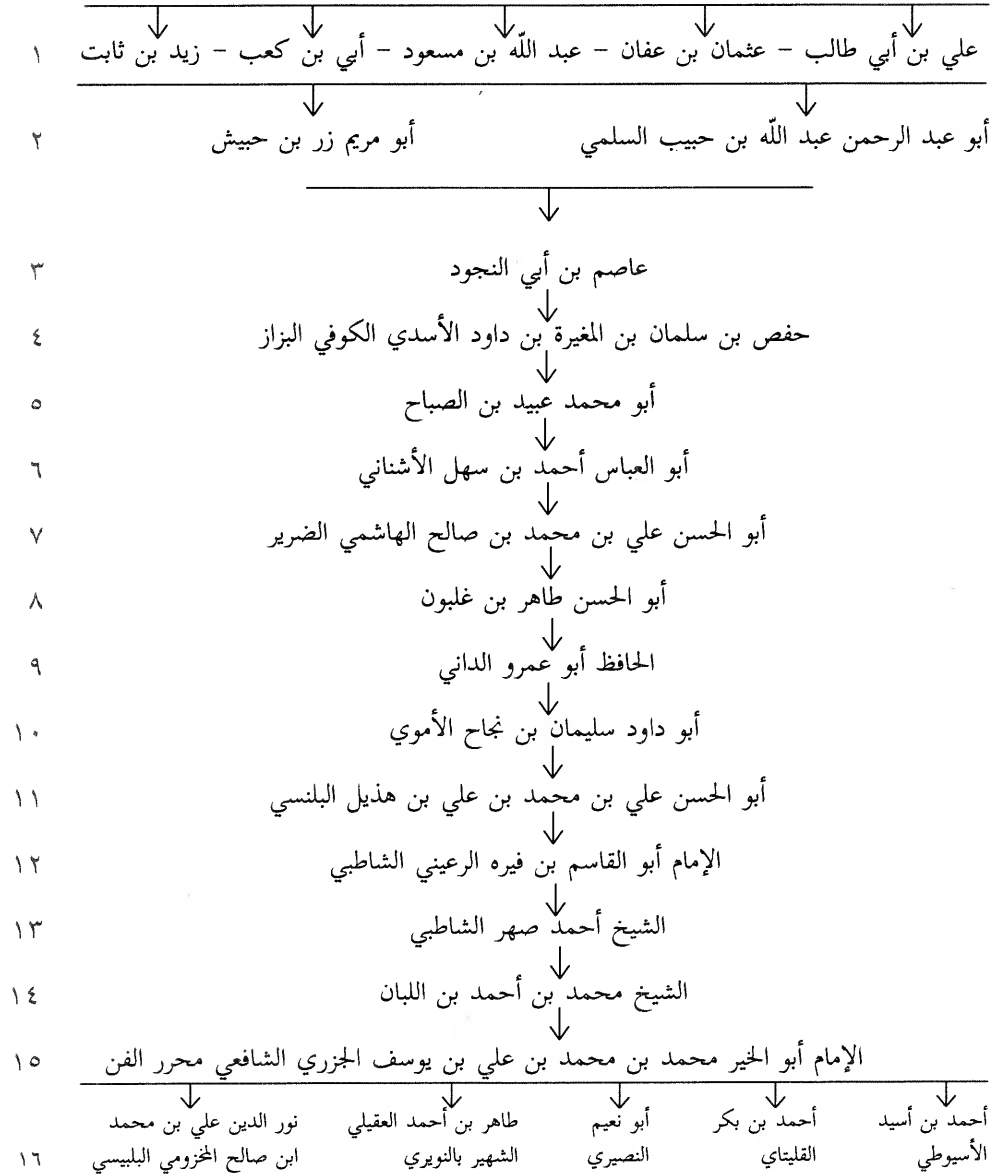 علي بن أبي طالب – عثمان بن عفان – عبد اللّه بن مسعود – أبي بن كعب – زيد بن ثابت ١
أبو عبد الرحمن عبد اللّه بن حبيب السلمي أبو مريم زر بن حبيش ٢
عاصم بن أبي النجود ٣
حفص بن سلمان بن المغيرة بن داود الأسدي الكوفي البزاز ٤
أبو محمد عبيد بن الصباح ٥
أبو العباس أحمد بن سهل الأشناني ٦
أبو الحسن علي بن محمد بن صالح الهاشمي الضرير ٧
أبو الحسن طاهر بن غلبون ٨
الحافظ أبو عمرو الداني ٩
أبو داود سليمان بن نجاح الأموي ١٠
أبو الحسن علي بن محمد بن علي بن هذيل البلنسي ١١
الإمام أبو القاسم بن فيره الرعيني الشاطبي ١٢
الشيخ أحمد صهر الشاطبي ١٣
الشيخ محمد بن أحمد بن اللبان ١٤
الإمام أبو الخير محمد بن محمد بن علي بن يوسف الجزري الشافعي محرر الفن ١٥
أحمد بن أسيد أحمد بن بكر أبو نعيم طاهر بن أحمد العقيلي نور الدين علي بن محمد
الأسيوطي القليتاي النصيري الشهير بالنويري ابن صالح المخزومي البلبيسي ١٦